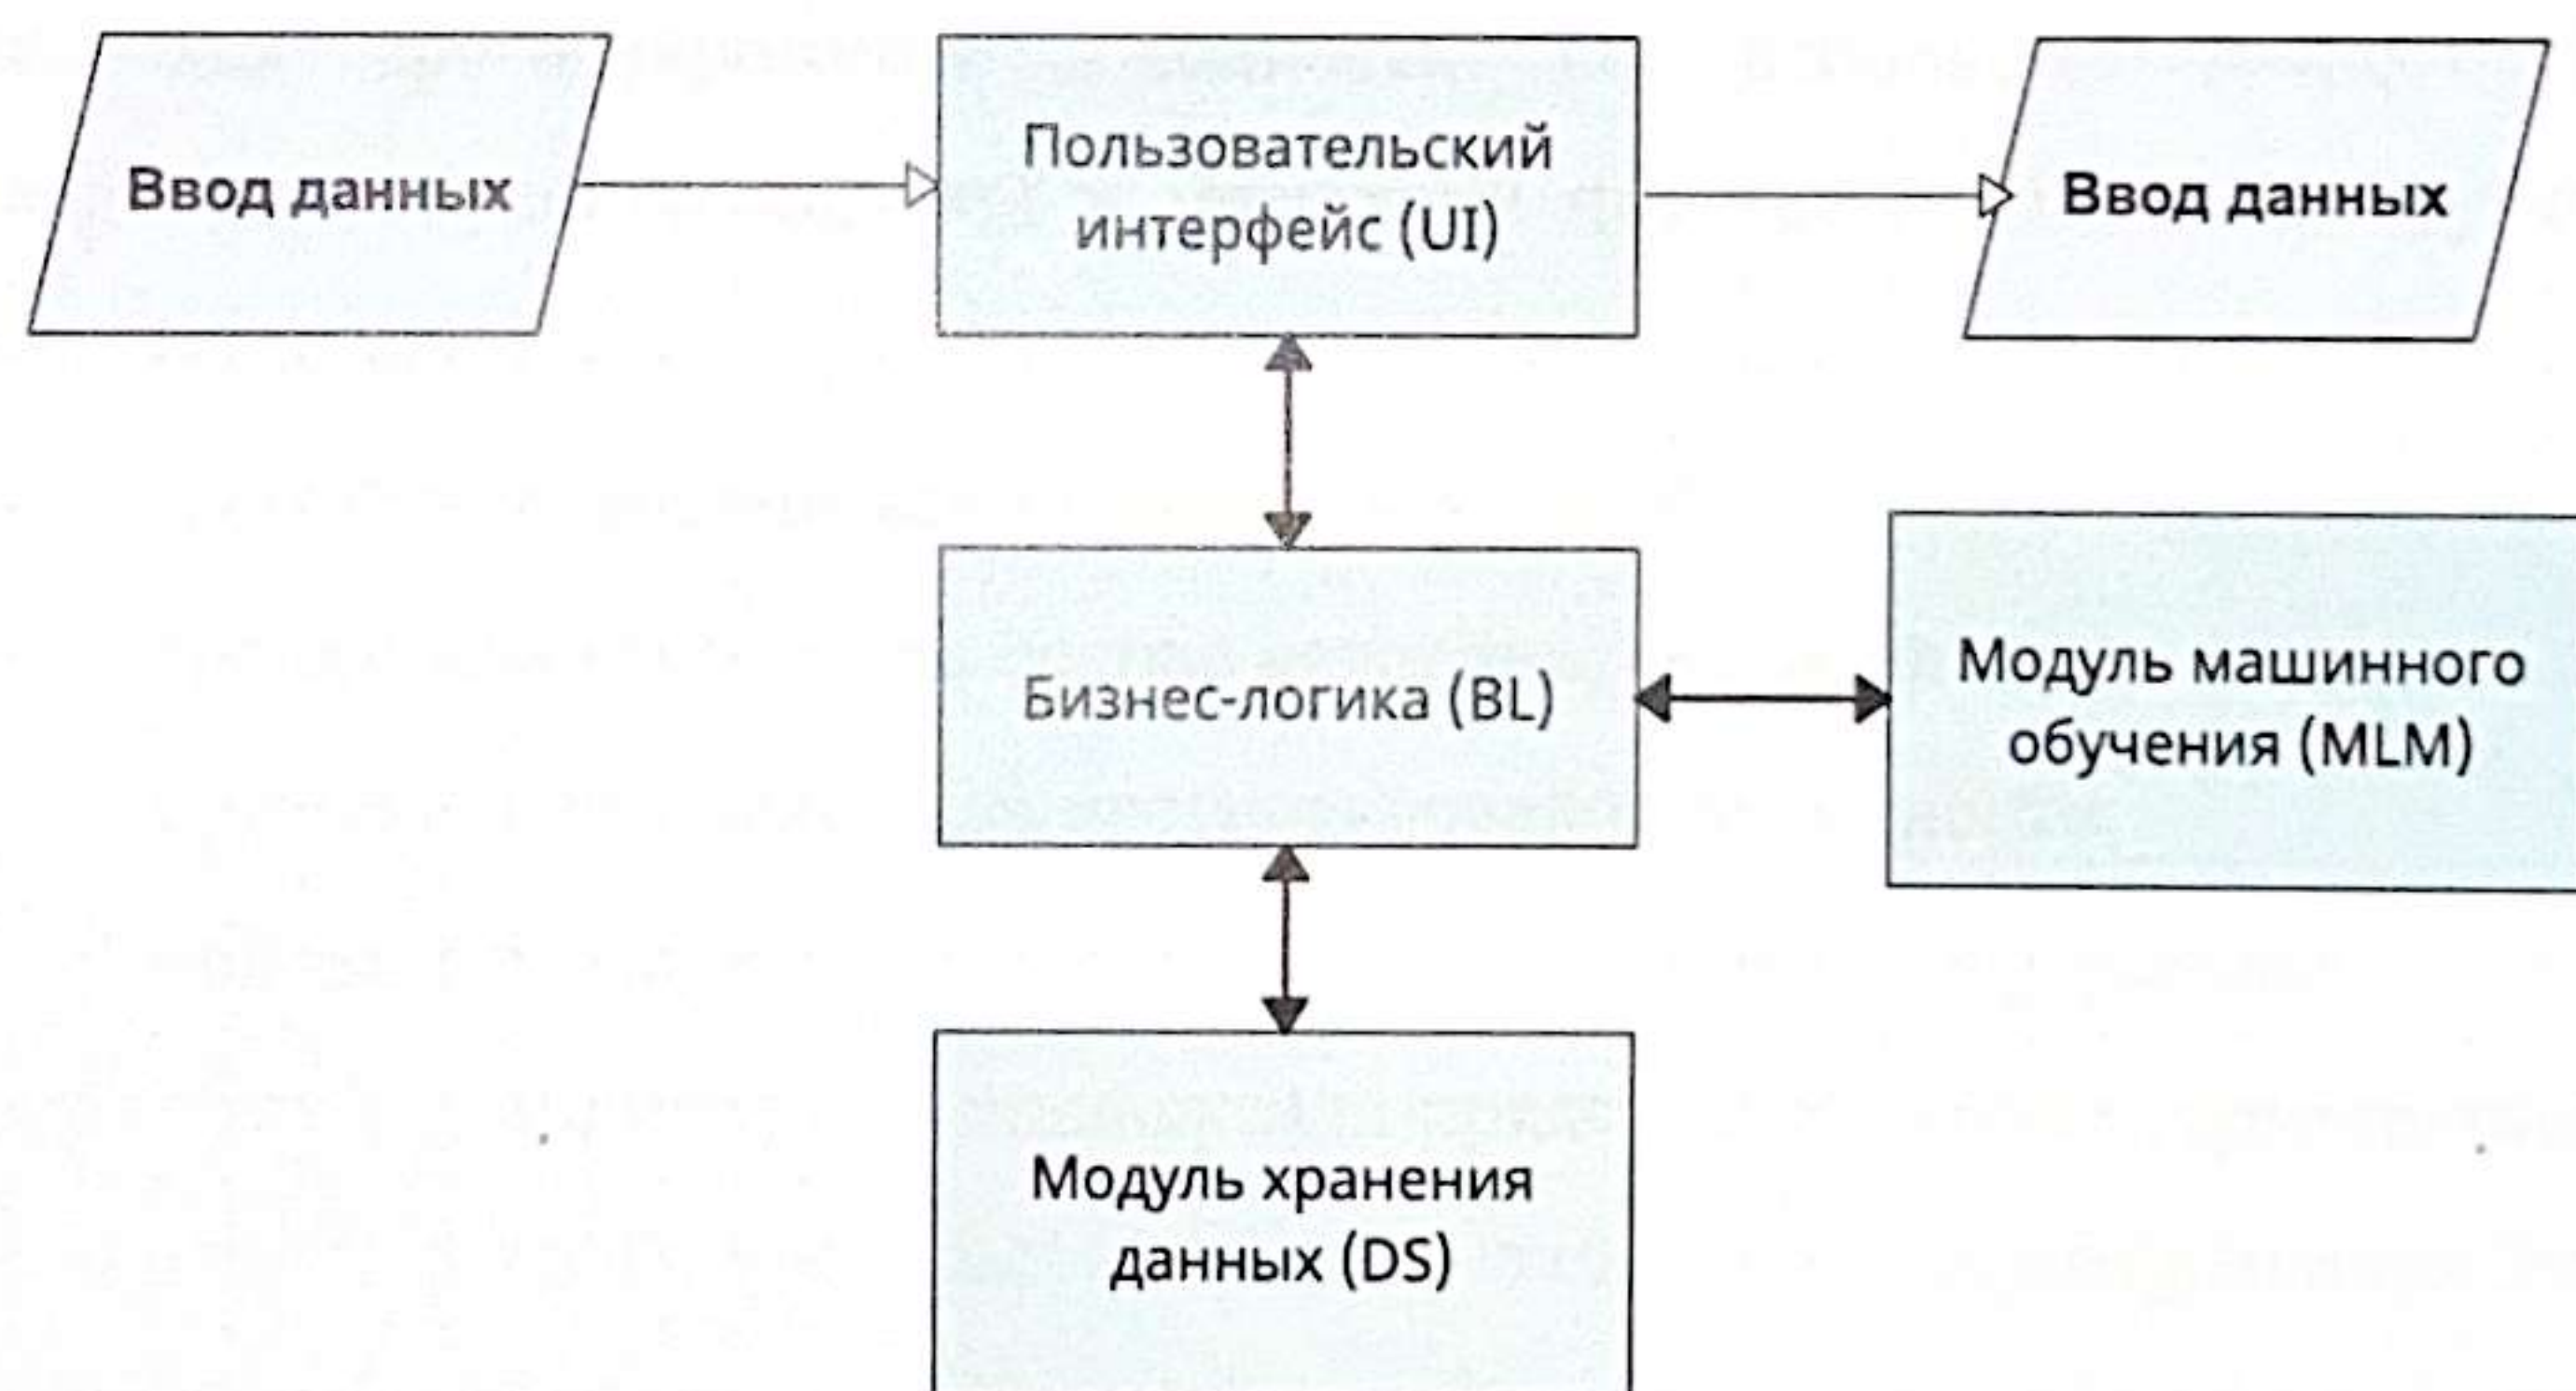 Ввод данных
Пользовательский
интерфейс (UI)
Ввод данных
Бизнес-логика (BL)
Модуль машинного
обучения (MLM)
Модуль хранения
данных (DS)